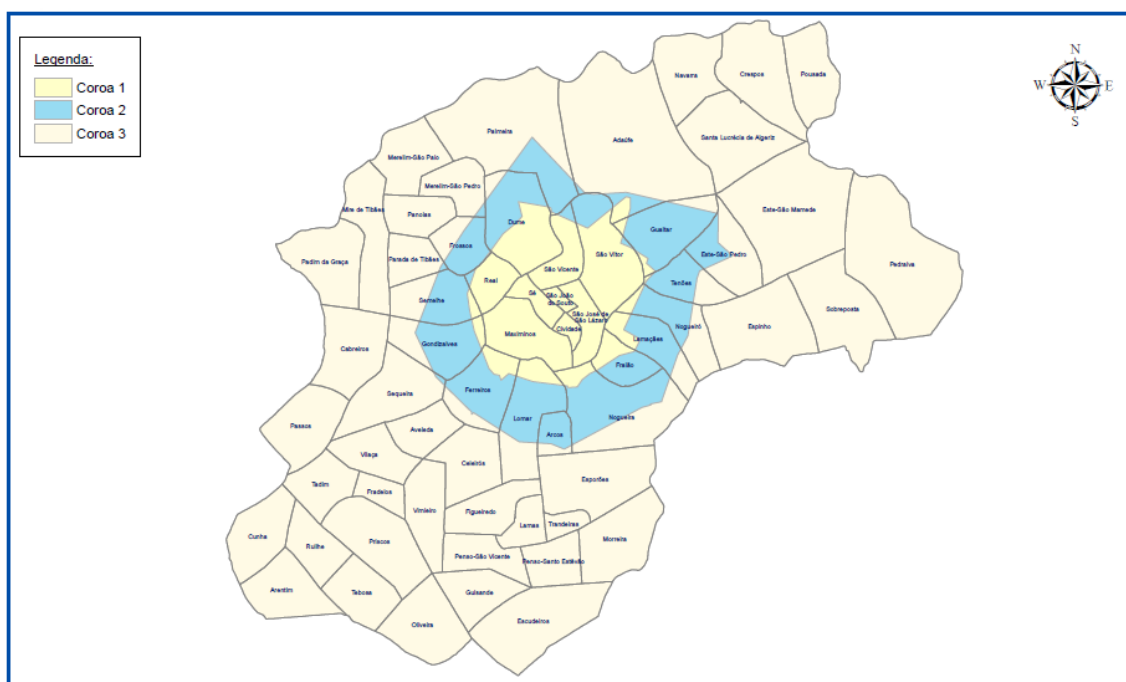 Legenda:
Coroa 1
Coroa 2
Coroa 3
N
W E
S
Navarra
Crespos
Pousada
Palmeira
Adaúfe
Santa Lucrécia de Algeriz
Merelim-São Paio
Merelim-São Pedro
Mire de Tibães
Panoias
Dume
Gualtar
Este-São Mamede
Frossos
Parada de Tibães
Padim da Graça
São Vitor
Este-São Pedro
Pedralva
São Vicente
Real
Tenões
Semelhe
Sé
São João
do Souto
São José de
São Lázaro
Cividade
Maximinos
Nogueiró
Espinho
Sobreposta
Lamaçães
Gondizalves
Cabreiros
Fraião
Ferreiros
Sequeira
Lomar
Nogueira
Passos
Aveleda
Arcos
Vilaça
Celeirós
Esporões
Tadim
Fradelos
Vimieiro
Figueiredo
Lamas
Trandeiras
Cunha
Ruilhe
Priscos
Morreira
Penso-São Vicente
Penso-Santo Estêvão
Arentim
Tebosa
Guisande
Oliveira
Escudeiros